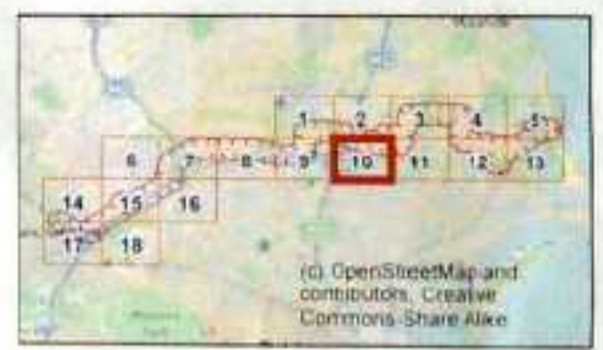 1 2 3 4 5
6 7 8 9 10 11 12 13
14 15 16
17 18
(c) OpenStreetMap and
contributors, Creative
Commons-Share Alike